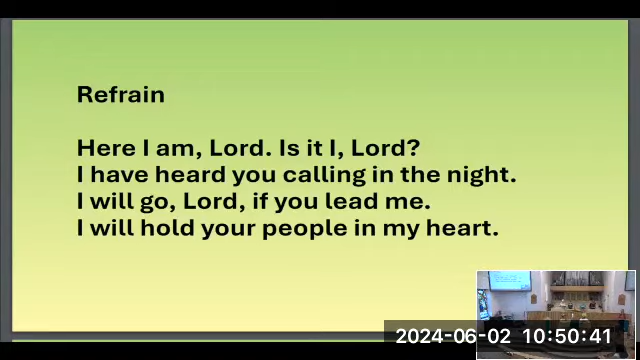 Refrain
Here I am, Lord. Is it I, Lord?
I have heard you calling in the night.
I will go, Lord, if you lead me.
I will hold your people in my heart.
2024-06-02 10:50:41